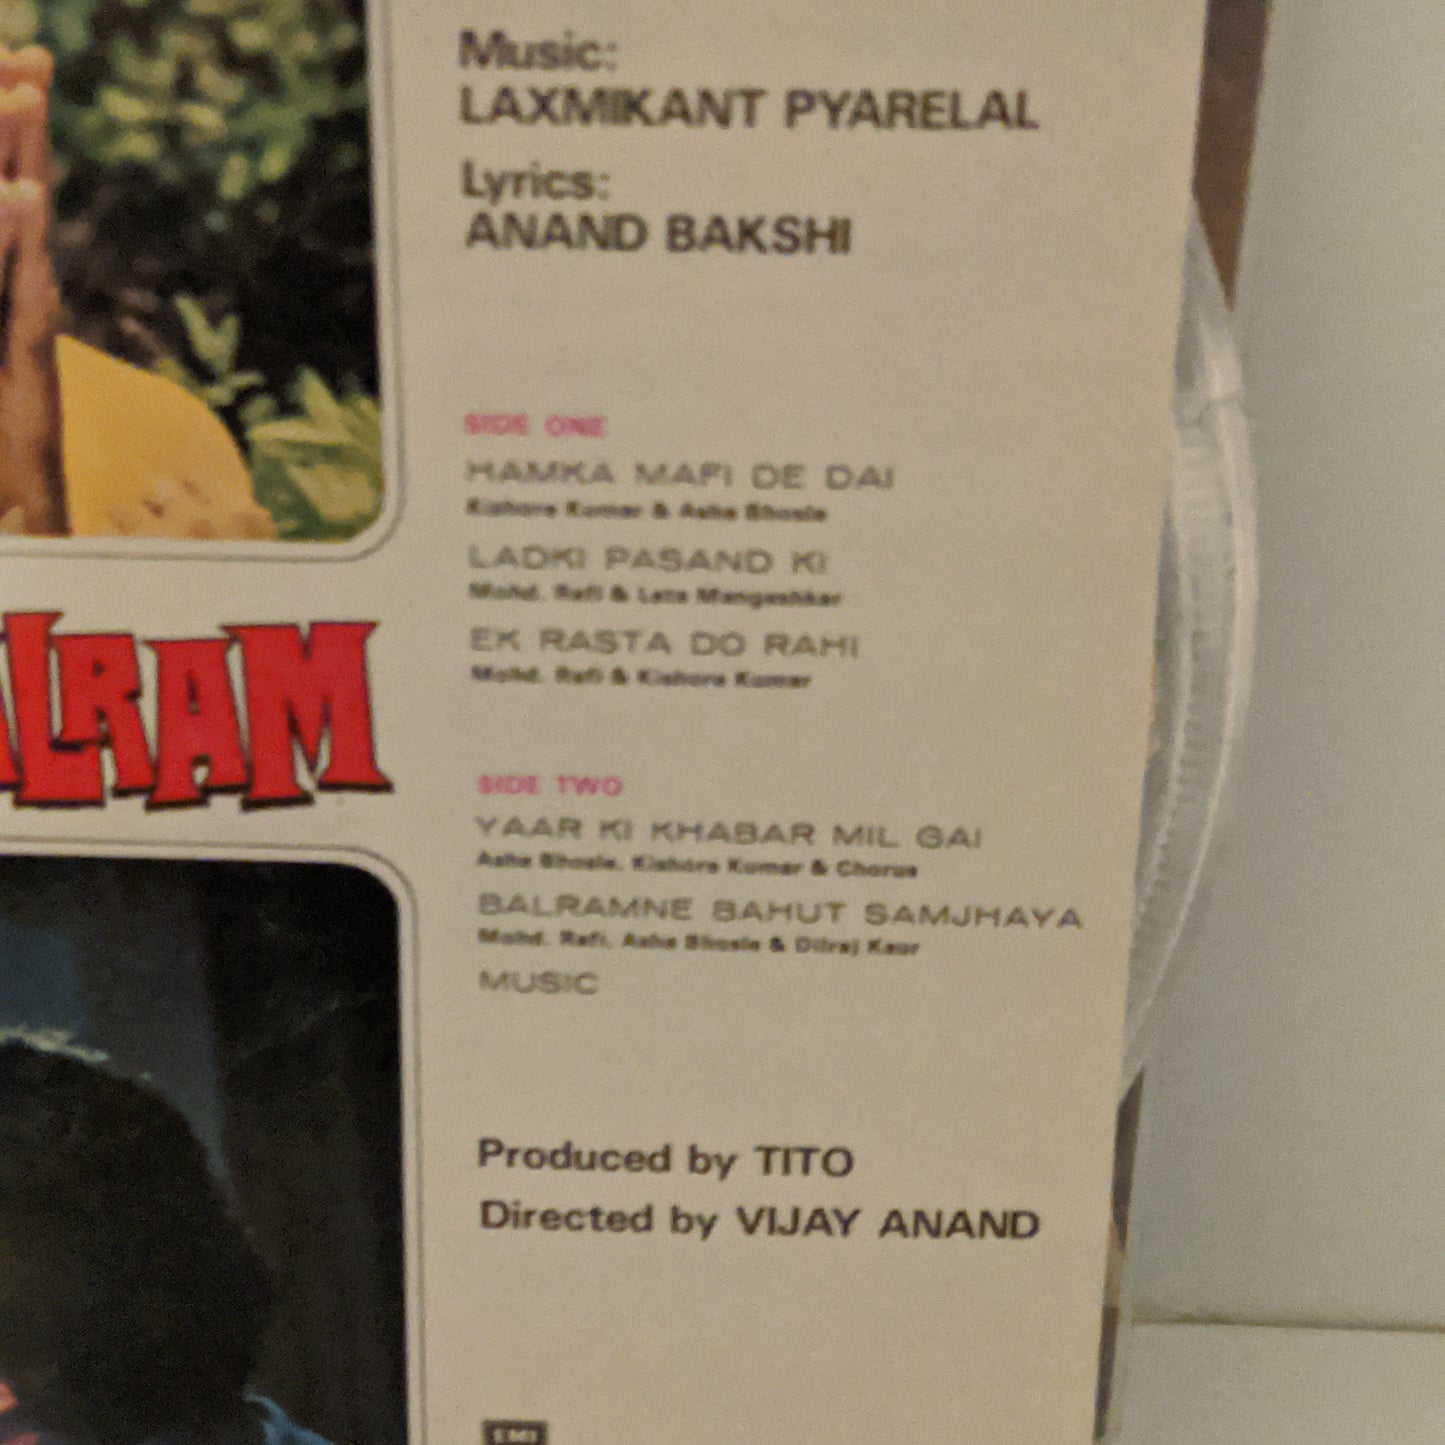 Music:
LAXMIKANT PYARELAL
Lyrics:
ANAND BAKSHI
SIDE ONE
HAMKA MAFI DE DAI
Kishore Kumar & Asha Bhosle
LADKI PASAND KI
Mohd. Rafi & Lata Mangeshkar
EK RASTA DO RAHI
Mohd. Rafi & Kishore Kumar
ALRAM
SIDE TWO
YAAR KI KHABAR MIL GAI
Asha Bhosle, Kishore Kumar & Chorus
BALRAMNE BAHUT SAMJHAYA
Mohd. Rafi, Asha Bhosle & Dilraj Kaur
MUSIC
Produced by TITO
Directed by VIJAY ANAND
EMI